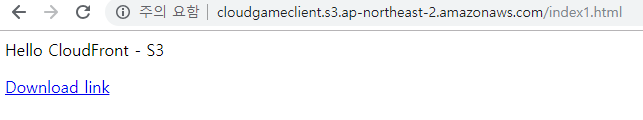 주의 요함 | cloudgameclient.s3.ap-northeast-2.amazonaws.com/index1.html
Hello CloudFront - S3
Download link